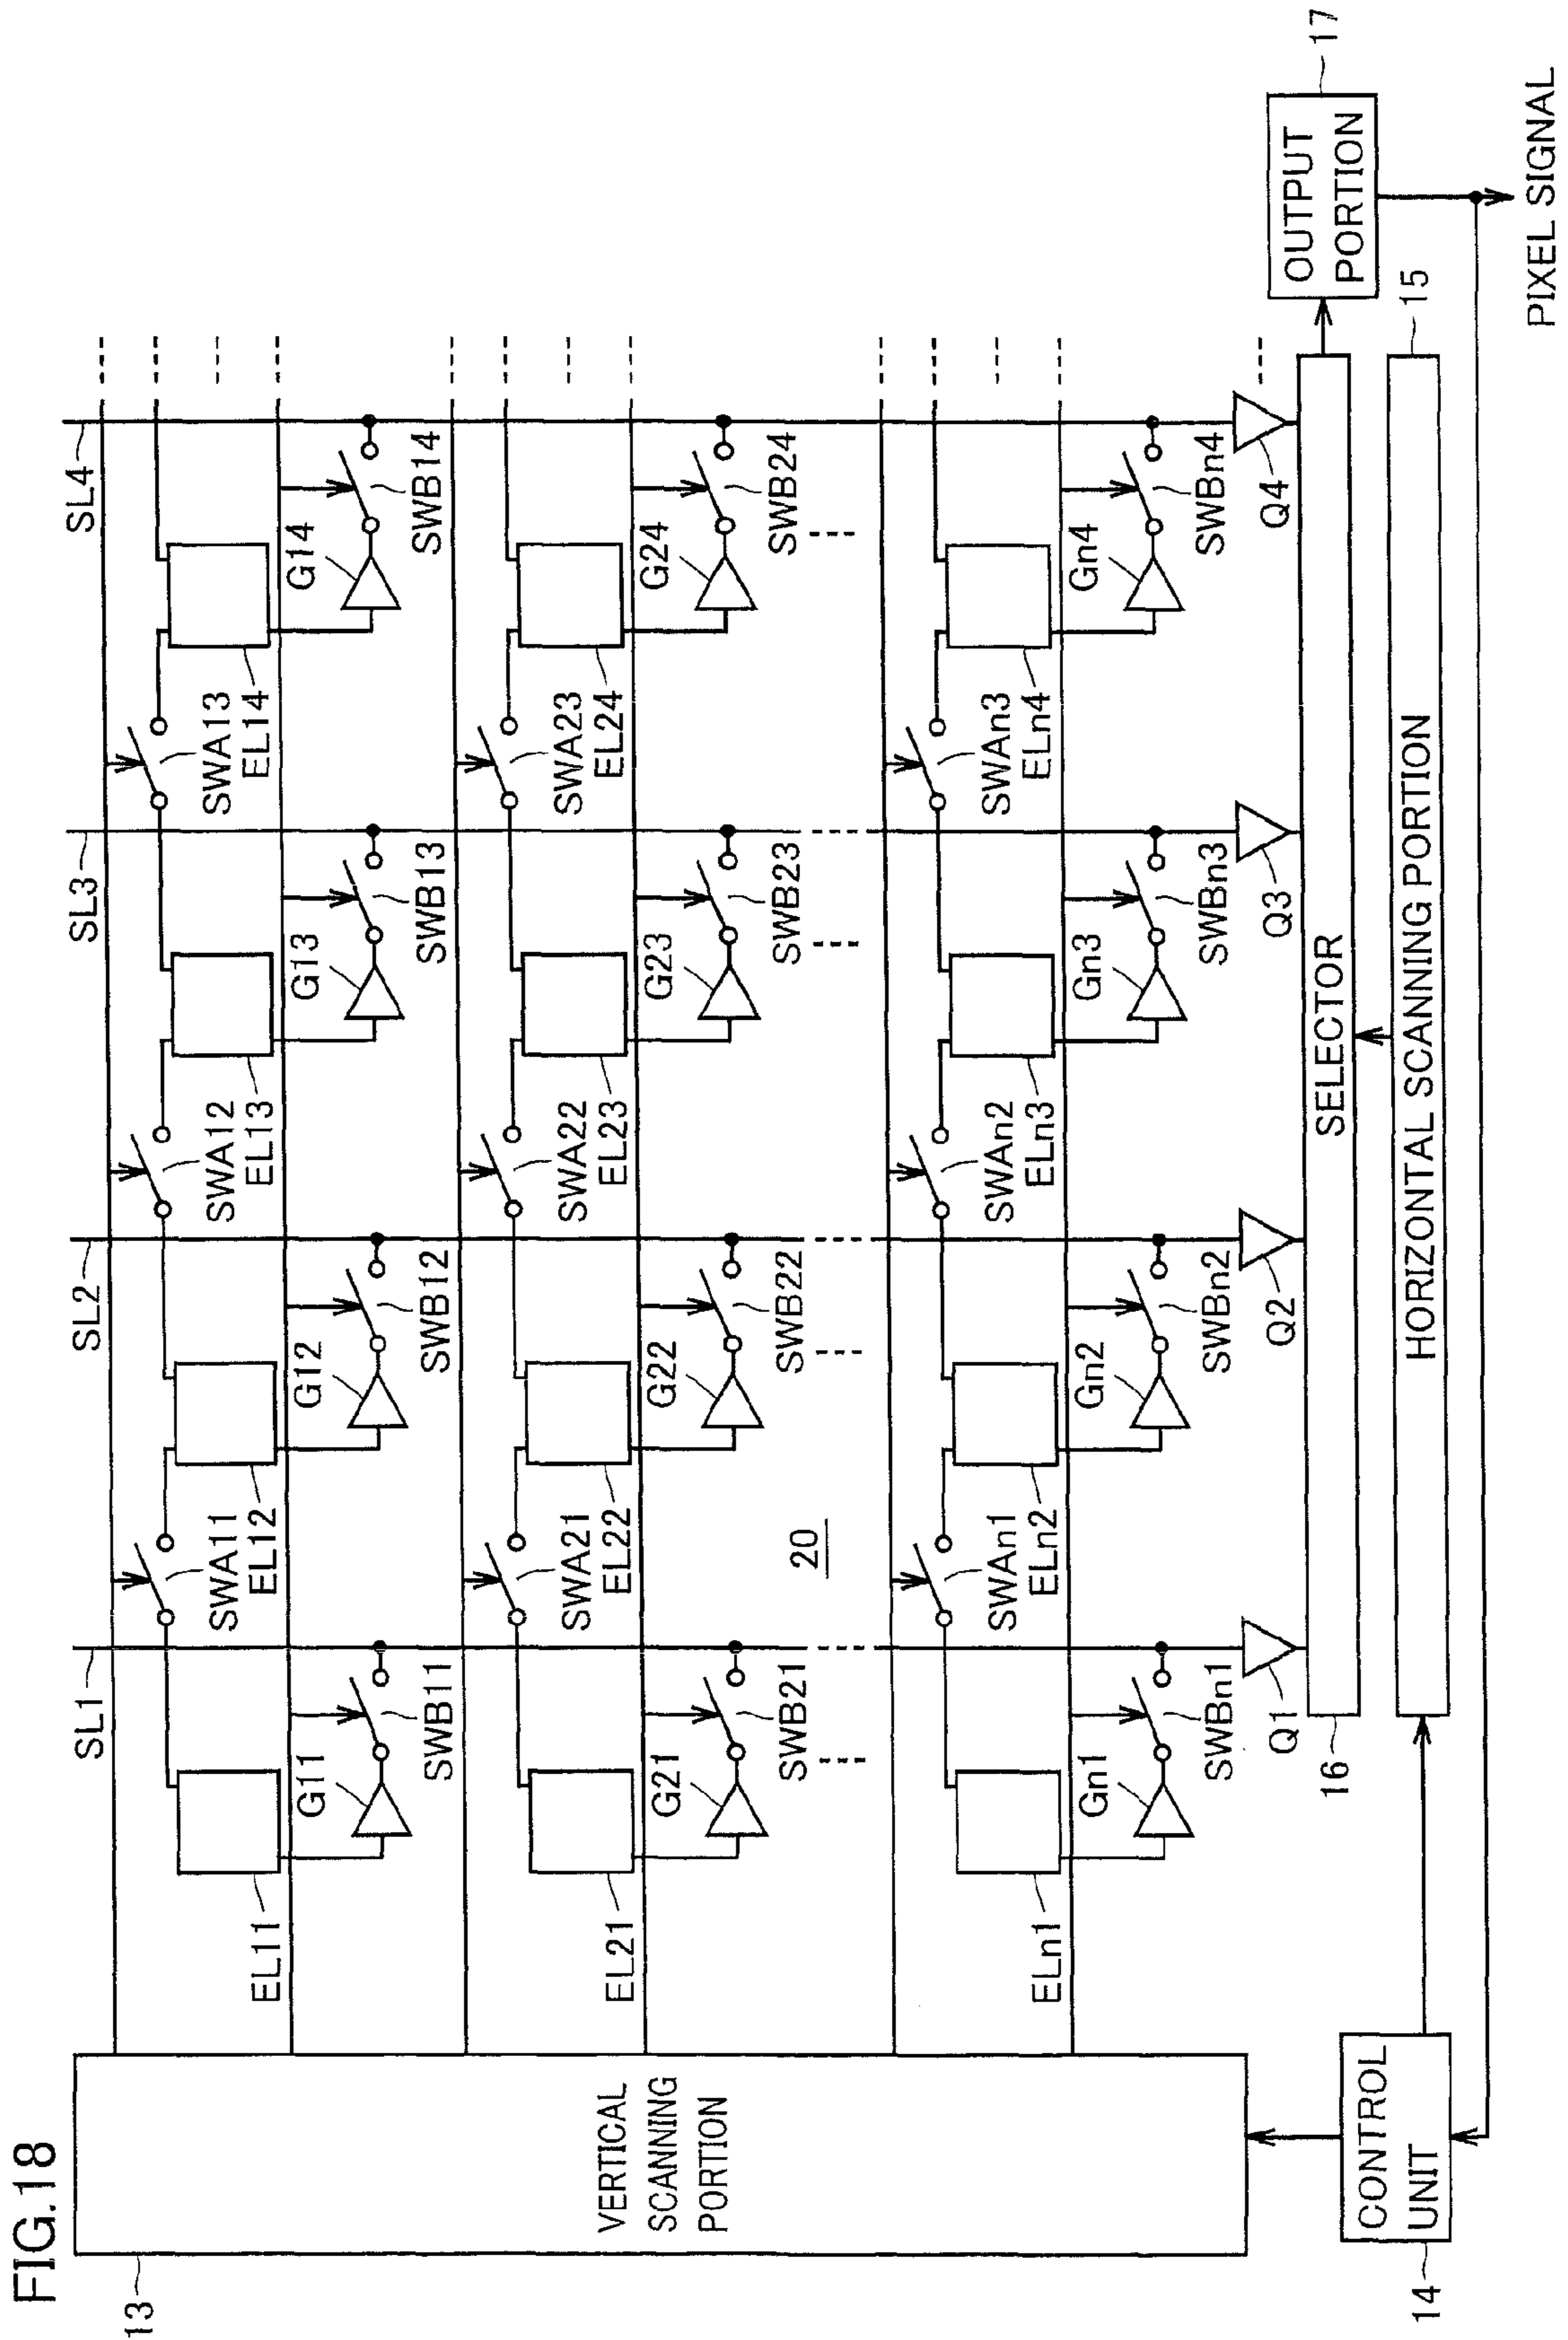 FIG.18
SL1
SL2
SL3
SL4
13
VERTICAL
SCANNING
PORTION
EL11
SWA11
EL12
SWA12
EL13
SWA13
EL14
G11
SWB11
G12
SWB12
G13
SWB13
G14
SWB14
EL21
SWA21
EL22
SWA22
EL23
SWA23
EL24
G21
SWB21
G22
SWB22
G23
SWB23
G24
SWB24
20
ELn1
SWAn1
ELn2
SWAn2
ELn3
SWAn3
ELn4
Gn1
SWBn1
Gn2
SWBn2
Gn3
SWBn3
Gn4
SWBn4
Q1
Q2
Q3
Q4
16
SELECTOR
OUTPUT
PORTION
17
14
CONTROL
UNIT
HORIZONTAL SCANNING PORTION
15
PIXEL SIGNAL